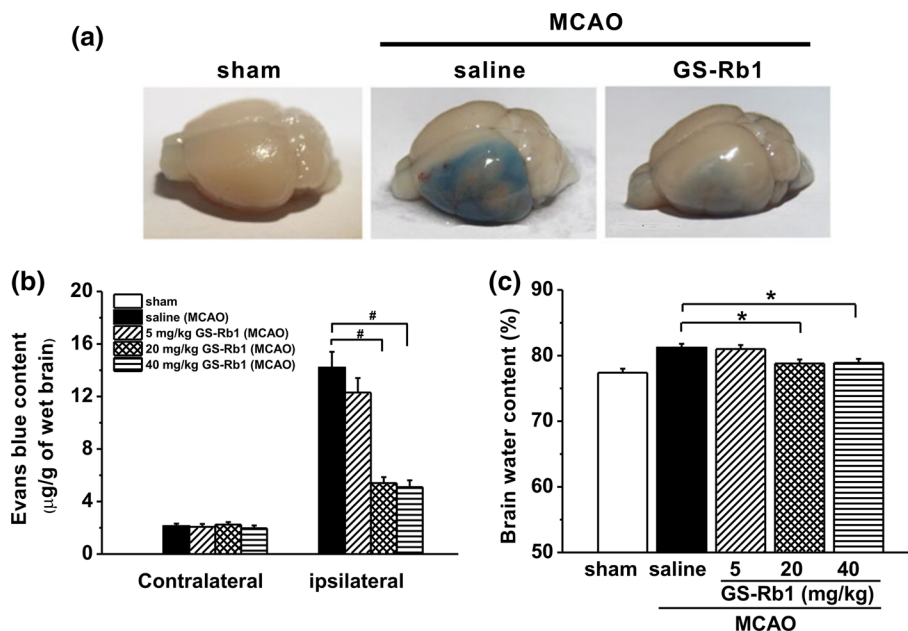 (a)
MCAO
sham
saline
GS-Rb1
(b)
20
16
12
8
4
0
Evans blue content
(μg/g of wet brain)
sham
saline (MCAO)
5 mg/kg GS-Rb1 (MCAO)
20 mg/kg GS-Rb1 (MCAO)
40 mg/kg GS-Rb1 (MCAO)
#
#
Contralateral
ipsilateral
(c)
90
80
70
60
50
Brain water content (%)
*
*
sham saline 5 20 40
GS-Rb1 (mg/kg)
MCAO